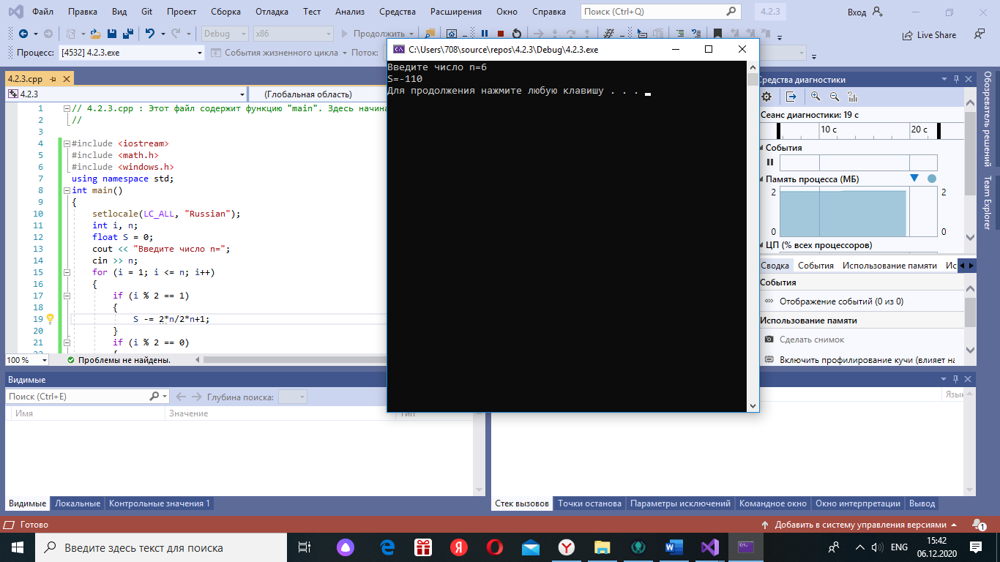 Файл Правка Вид Git Проект Сборка Отладка Тест Анализ Средства Расширения Окно Справка Поиск (Ctrl+Q) 4.2.3 Вход
Debug x86 Продолжить Live Share
Процесс: [4532] 4.2.3.exe События жизненного цикла Поток:
C:\Users\708\source\repos\4.2.3\Debug\4.2.3.exe
Введите число n=6
S=-110
Для продолжения нажмите любую клавишу . . .
4.2.3.cpp
4.2.3 (Глобальная область)
1 // 4.2.3.cpp : Этот файл содержит функцию "main". Здесь начина
2 //
3
4 #include <iostream>
5 #include <math.h>
6 #include <windows.h>
7 using namespace std;
8 int main()
9 {
10 setlocale(LC_ALL, "Russian");
11 int i, n;
12 float S = 0;
13 cout << "Введите число n=";
14 cin >> n;
15 for (i = 1; i <= n; i++)
16 {
17 if (i % 2 == 1)
18 {
19 S -= 2*n/2*n+1;
20 }
21 if (i % 2 == 0)
22 {
100 % Проблемы не найдены.
Средства диагностики
Сеанс диагностики: 19 с
10 с 20 с
События
Память процесса (МБ)
2 2
0 0
ЦП (% всех процессоров)
Сводка События Использование памяти Ис
События
Отображение событий (0 из 0)
Использование памяти
Сделать снимок
Включить профилирование кучи (влияет на
Обозреватель решений
Team Explorer
Видимые
Поиск (Ctrl+E) Глубина поиска:
Имя Значение Тип
Язык
Видимые Локальные Контрольные значения 1
Стек вызовов Точки останова Параметры исключений Командное окно Окно интерпретации Вывод
Готово Добавить в систему управления версиями 1
Введите здесь текст для поиска
ENG 15:42
06.12.2020